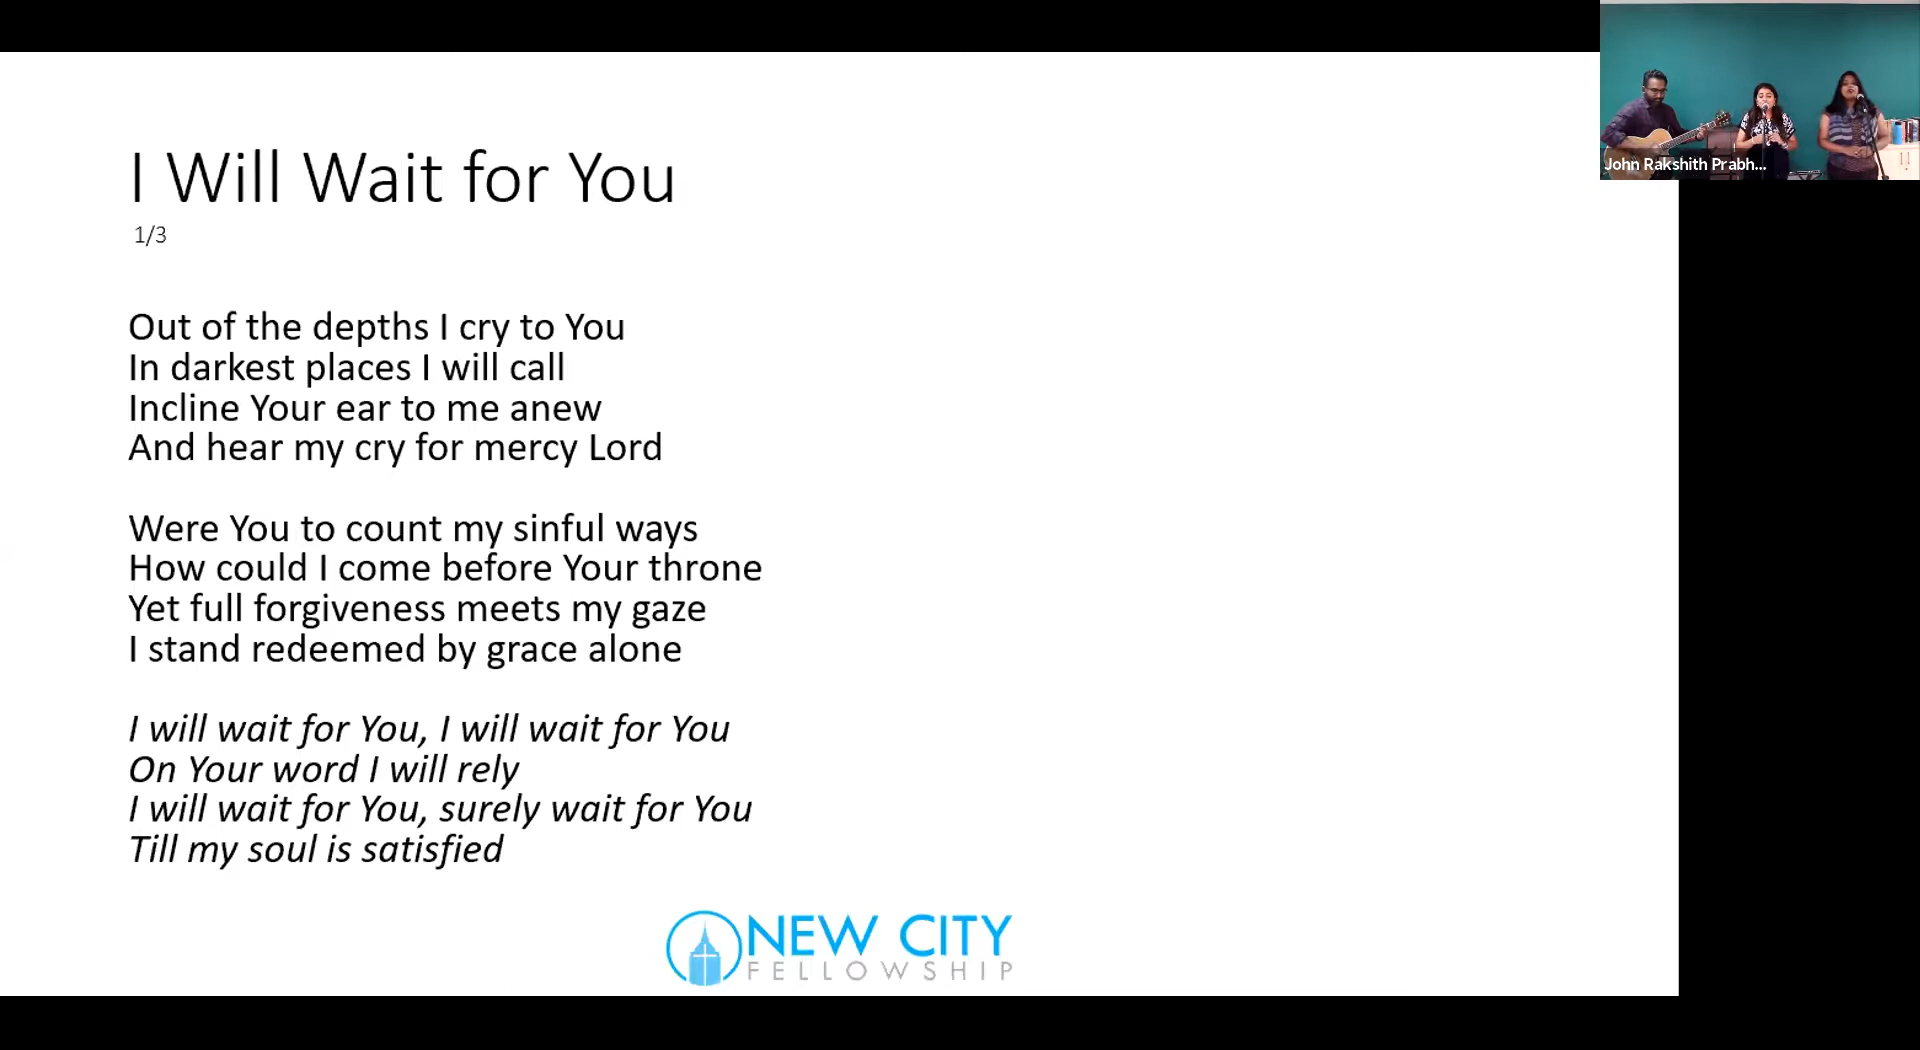 I Will Wait for You
1/3
Out of the depths I cry to You
In darkest places I will call
Incline Your ear to me anew
And hear my cry for mercy Lord
Were You to count my sinful ways
How could I come before Your throne
Yet full forgiveness meets my gaze
I stand redeemed by grace alone
I will wait for You, I will wait for You
On Your word I will rely
I will wait for You, surely wait for You
Till my soul is satisfied
NEW CITY
FELLOWSHIP
John Rakshith Prabh...